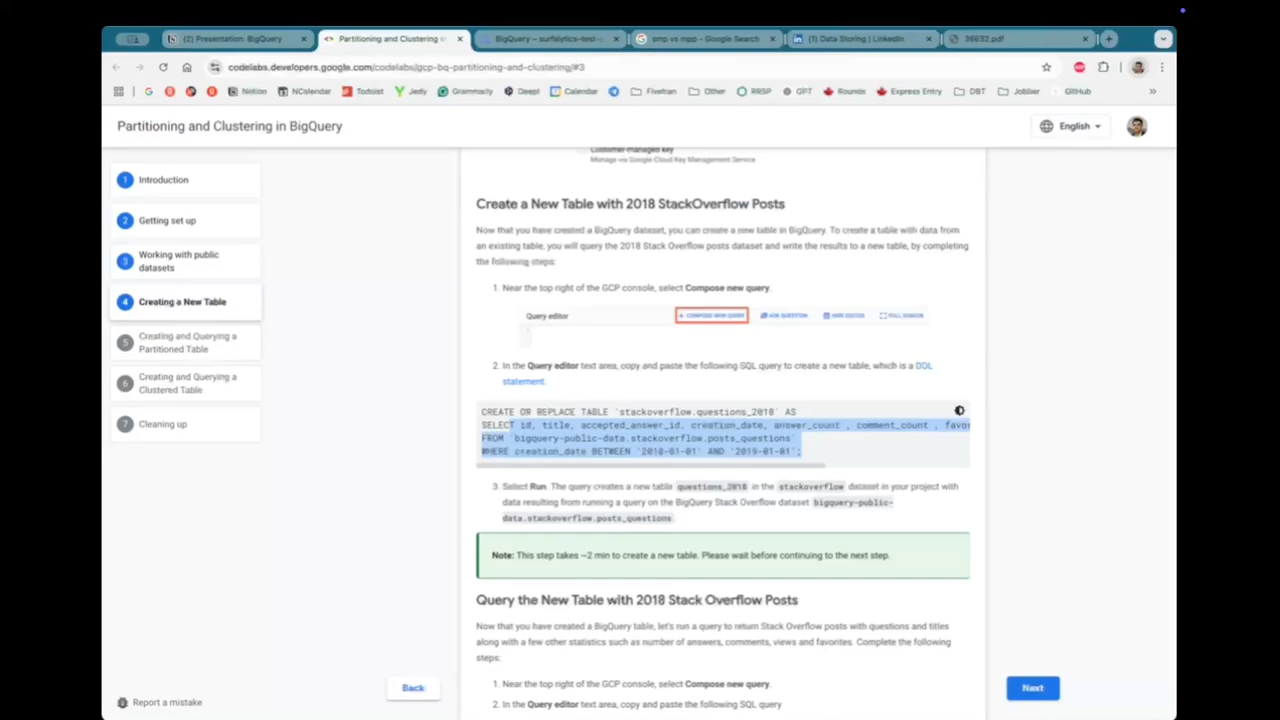 (2) Presentation: BigQuery
Partitioning and Clustering in
BigQuery – surfalytics-test-
smp vs mpp - Google Search
(1) Data Storing | LinkedIn
36632.pdf
codelabs.developers.google.com/codelabs/gcp-bq-partitioning-and-clustering/#3
Notion
NCalendar
Todoist
Jedy
Grammarly
Deepl
Calendar
Fivetran
Other
RRSP
GPT
Rounds
Express Entry
DBT
Joblier
GitHub
Partitioning and Clustering in BigQuery
English
1 Introduction
2 Getting set up
3 Working with public
datasets
4 Creating a New Table
5 Creating and Querying a
Partitioned Table
6 Creating and Querying a
Clustered Table
7 Cleaning up
Report a mistake
Customer-managed key
Manage via Google Cloud Key Management Service
Create a New Table with 2018 StackOverflow Posts
Now that you have created a BigQuery dataset, you can create a new table in BigQuery. To create a table with data from
an existing table, you will query the 2018 Stack Overflow posts dataset and write the results to a new table, by completing
the following steps:
1. Near the top right of the GCP console, select Compose new query.
Query editor
+ COMPOSE NEW QUERY
ASK QUESTION
HIDE EDITOR
FULL SCREEN
2. In the Query editor text area, copy and paste the following SQL query to create a new table, which is a DDL
statement.
CREATE OR REPLACE TABLE `stackoverflow.questions_2018` AS
SELECT id, title, accepted_answer_id, creation_date, answer_count , comment_count , favor
FROM `bigquery-public-data.stackoverflow.posts_questions`
WHERE creation_date BETWEEN '2018-01-01' AND '2019-01-01';
3. Select Run. The query creates a new table questions_2018 in the stackoverflow dataset in your project with
data resulting from running a query on the BigQuery Stack Overflow dataset bigquery-public-
data.stackoverflow.posts_questions.
Note: This step takes ~2 min to create a new table. Please wait before continuing to the next step.
Query the New Table with 2018 Stack Overflow Posts
Now that you have created a BigQuery table, let's run a query to return Stack Overflow posts with questions and titles
along with a few other statistics such as number of answers, comments, views and favorites. Complete the following
steps:
1. Near the top right of the GCP console, select Compose new query.
2. In the Query editor text area, copy and paste the following SQL query
Back
Next